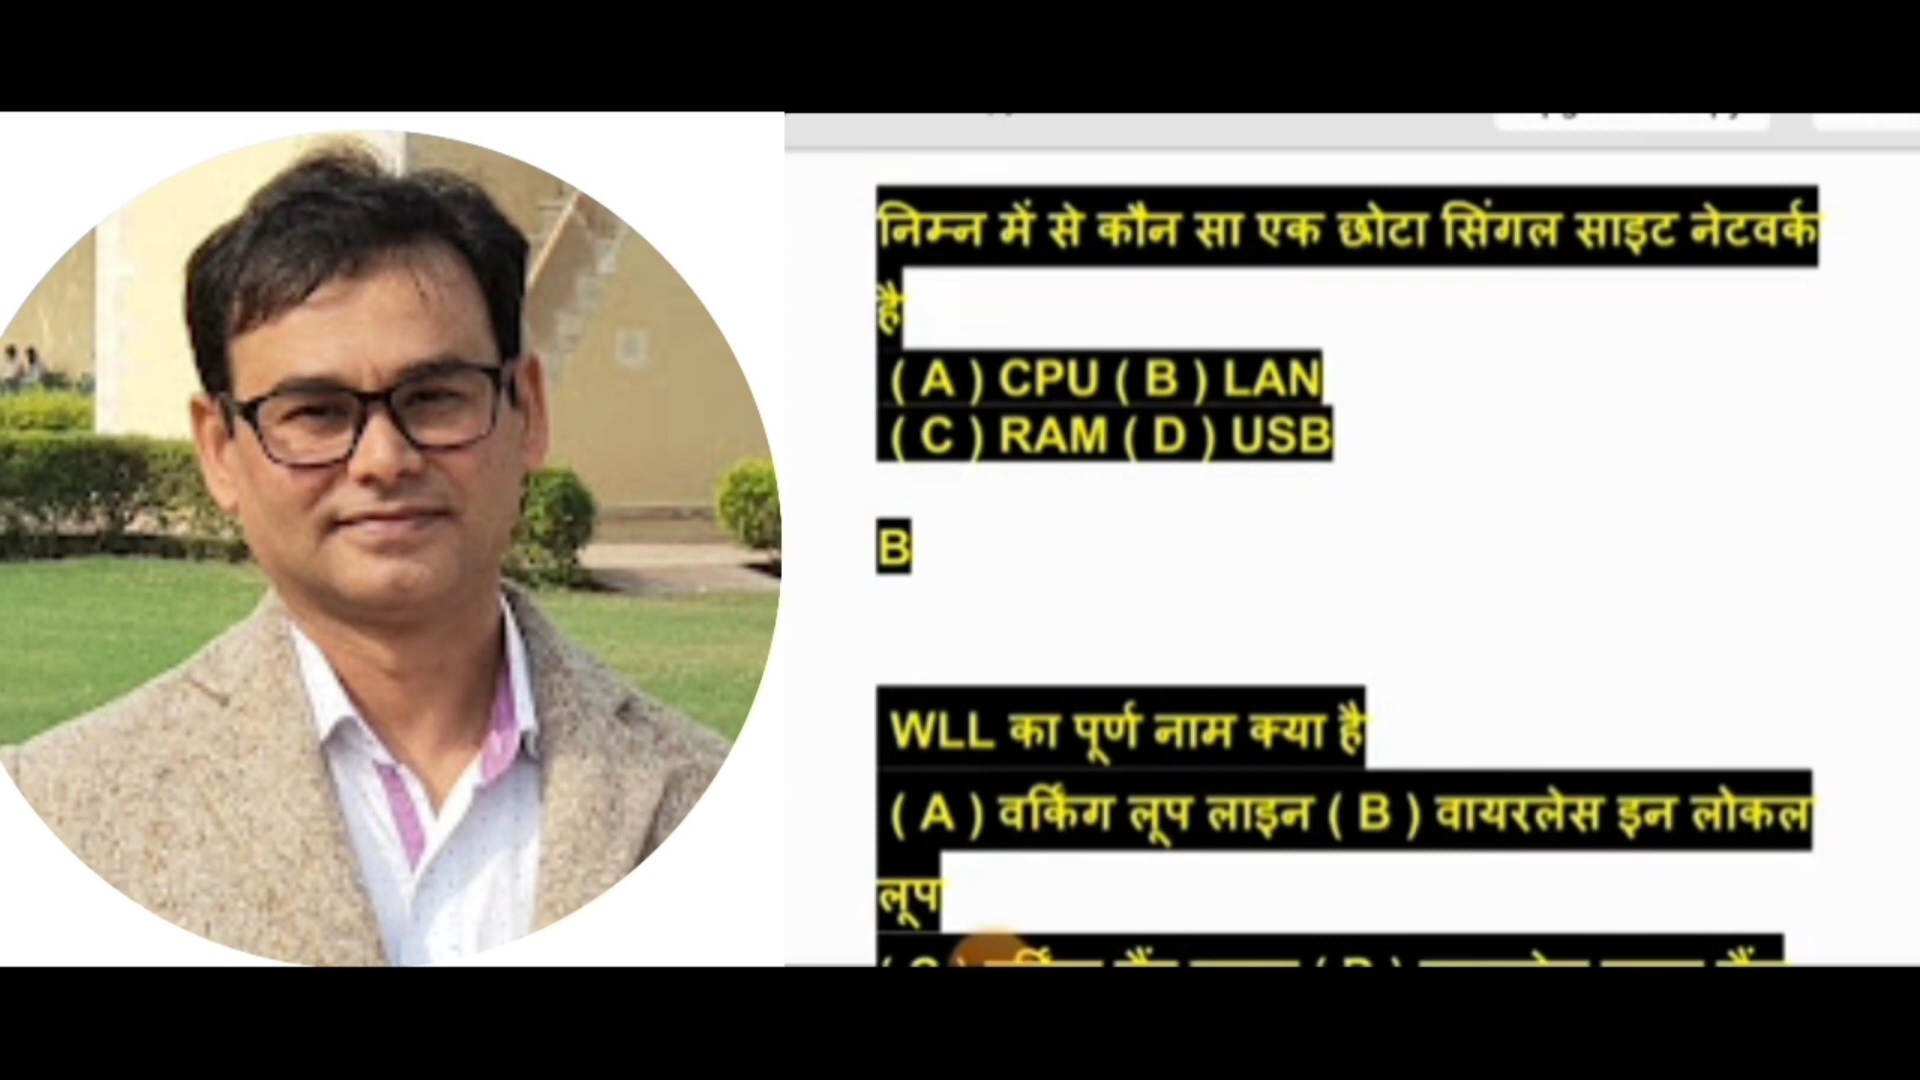 निम्न में से कौन सा एक छोटा सिंगल साइट नेटवर्क
है
( A ) CPU ( B ) LAN
( C ) RAM ( D ) USB
B
WLL का पूर्ण नाम क्या है
( A ) वर्किंग लूप लाइन ( B ) वायरलेस इन लोकल
लूप